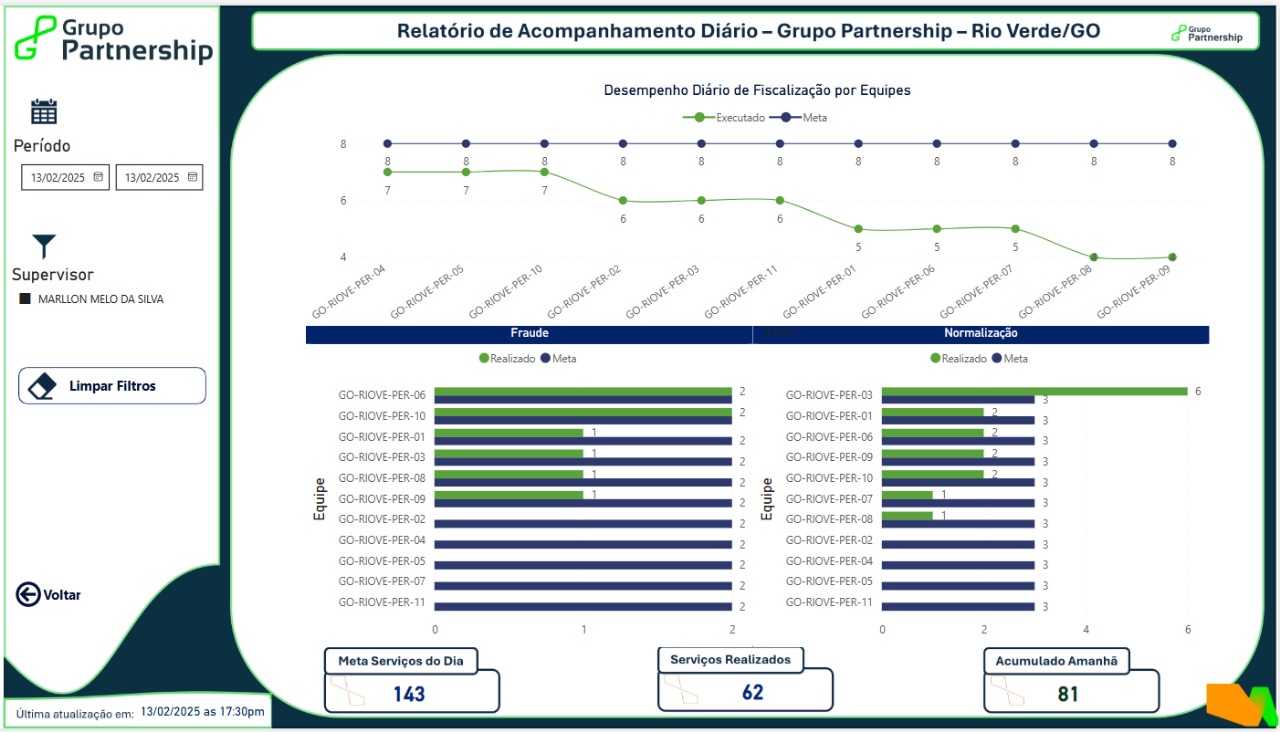 Grupo
Partnership
Relatório de Acompanhamento Diário – Grupo Partnership – Rio Verde/GO
Grupo
Partnership
Período
13/02/2025 13/02/2025
Supervisor
MARLLON MELO DA SILVA
Limpar Filtros
Voltar
Última atualização em: 13/02/2025 as 17:30pm
Desempenho Diário de Fiscalização por Equipes
Executado Meta
8
6
4
8 8 8 8 8 8 8 8 8 8 8
7 7 7 6 6 6 5 5 5 4 4
GO-RIOVE-PER-04 GO-RIOVE-PER-05 GO-RIOVE-PER-10 GO-RIOVE-PER-02 GO-RIOVE-PER-03 GO-RIOVE-PER-11 GO-RIOVE-PER-01 GO-RIOVE-PER-06 GO-RIOVE-PER-07 GO-RIOVE-PER-08 GO-RIOVE-PER-09
Fraude
Realizado Meta
Equipe
GO-RIOVE-PER-06 2
GO-RIOVE-PER-10 2
GO-RIOVE-PER-01 1 2
GO-RIOVE-PER-03 1 2
GO-RIOVE-PER-08 1 2
GO-RIOVE-PER-09 1 2
GO-RIOVE-PER-02 2
GO-RIOVE-PER-04 2
GO-RIOVE-PER-05 2
GO-RIOVE-PER-07 2
GO-RIOVE-PER-11 2
0 1 2
Normalização
Realizado Meta
Equipe
GO-RIOVE-PER-03 6 3
GO-RIOVE-PER-01 2 3
GO-RIOVE-PER-06 2 3
GO-RIOVE-PER-09 2 3
GO-RIOVE-PER-10 2 3
GO-RIOVE-PER-07 1 3
GO-RIOVE-PER-08 1 3
GO-RIOVE-PER-02 3
GO-RIOVE-PER-04 3
GO-RIOVE-PER-05 3
GO-RIOVE-PER-11 3
0 2 4 6
Meta Serviços do Dia
143
Serviços Realizados
62
Acumulado Amanhã
81